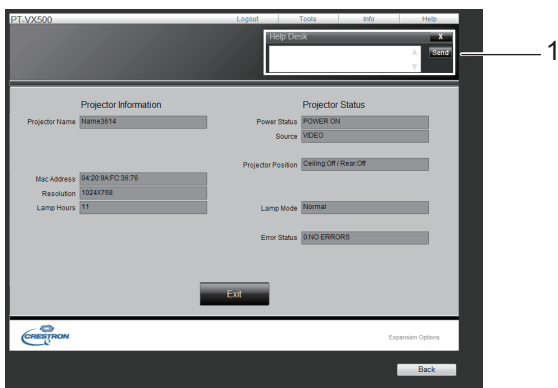 PT-VX500 Logout Tools Info Help
Help Desk X
Send
1
Projector Information
Projector Name Name3614
Mac Address 04:20:9A:FC:36:76
Resolution 1024X768
Lamp Hours 11
Projector Status
Power Status POWER ON
Source VIDEO
Projector Position Ceiling:Off / Rear:Off
Lamp Mode Normal
Error Status 0:NO ERRORS
Exit
CRESTRON
Expansion Options
Back